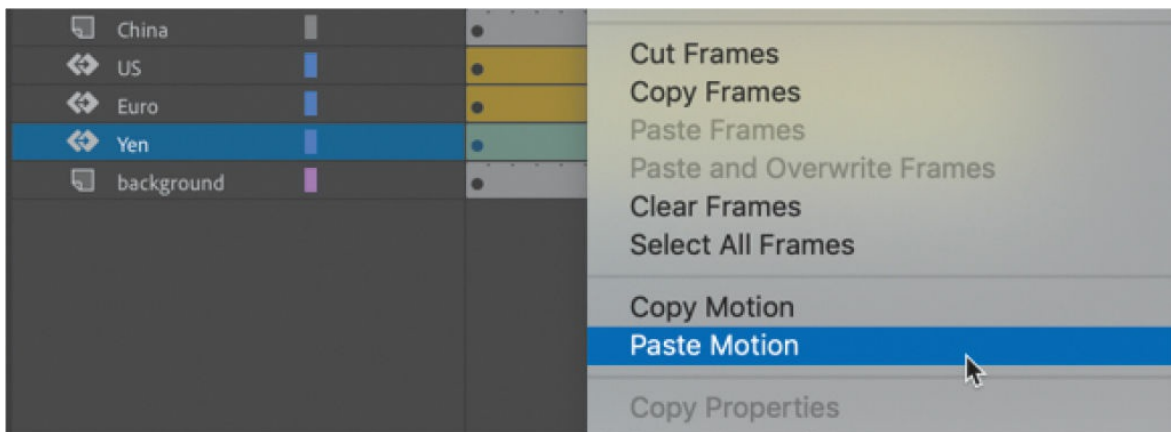 China
US
Euro
Yen
background
Cut Frames
Copy Frames
Paste Frames
Paste and Overwrite Frames
Clear Frames
Select All Frames
Copy Motion
Paste Motion
Copy Properties